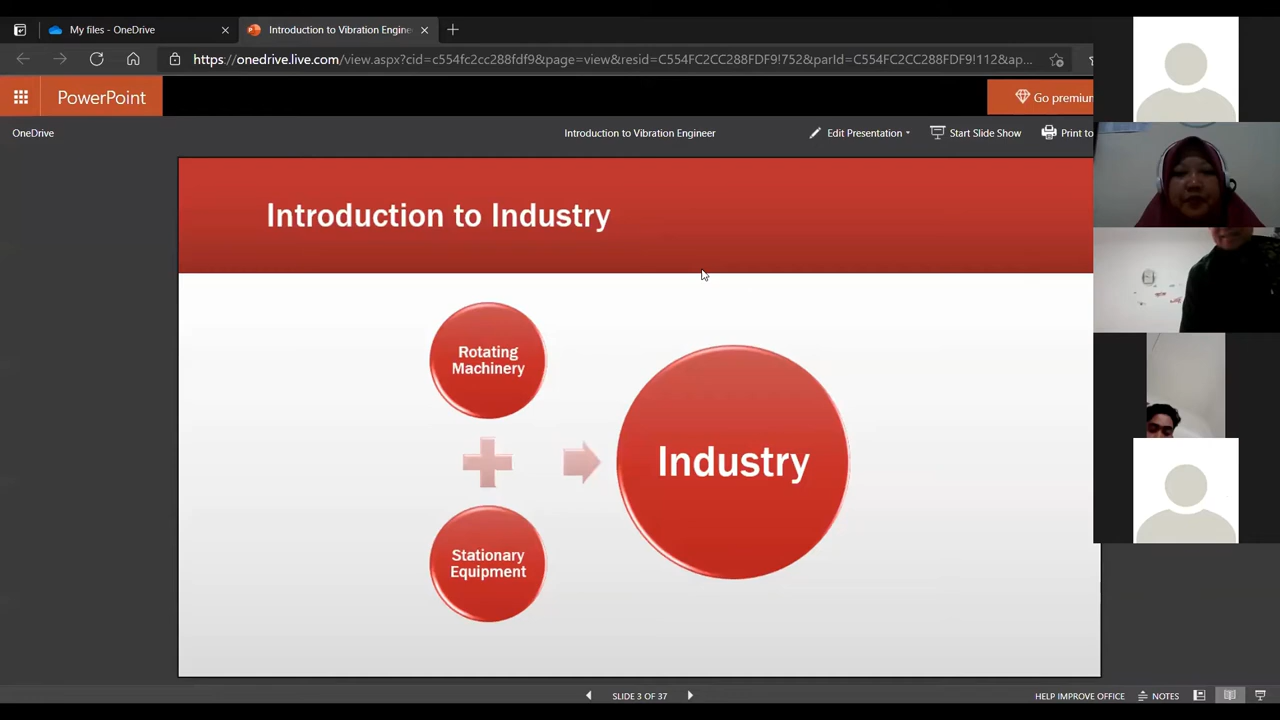 My files - OneDrive
Introduction to Vibration Engine
https://onedrive.live.com/view.aspx?cid=c554fc2cc288fdf9&page=view&resid=C554FC2CC288FDF9!752&parId=C554FC2CC288FDF9!112&ap...
PowerPoint
Go premium
OneDrive
Introduction to Vibration Engineer
Edit Presentation
Start Slide Show
Print to
Introduction to Industry
Rotating
Machinery
Industry
Stationary
Equipment
SLIDE 3 OF 37
HELP IMPROVE OFFICE
NOTES